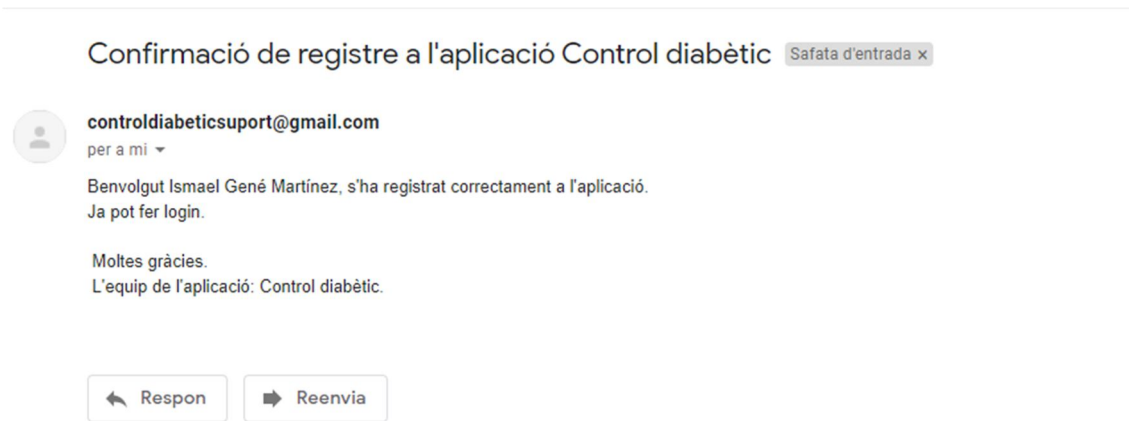 Confirmació de registre a l'aplicació Control diabètic Safata d'entrada x
controldiabeticsuport@gmail.com
per a mi
Benvolgut Ismael Gené Martínez, s'ha registrat correctament a l'aplicació.
Ja pot fer login.
Moltes gràcies.
L'equip de l'aplicació: Control diabètic.
Respon Reenvia